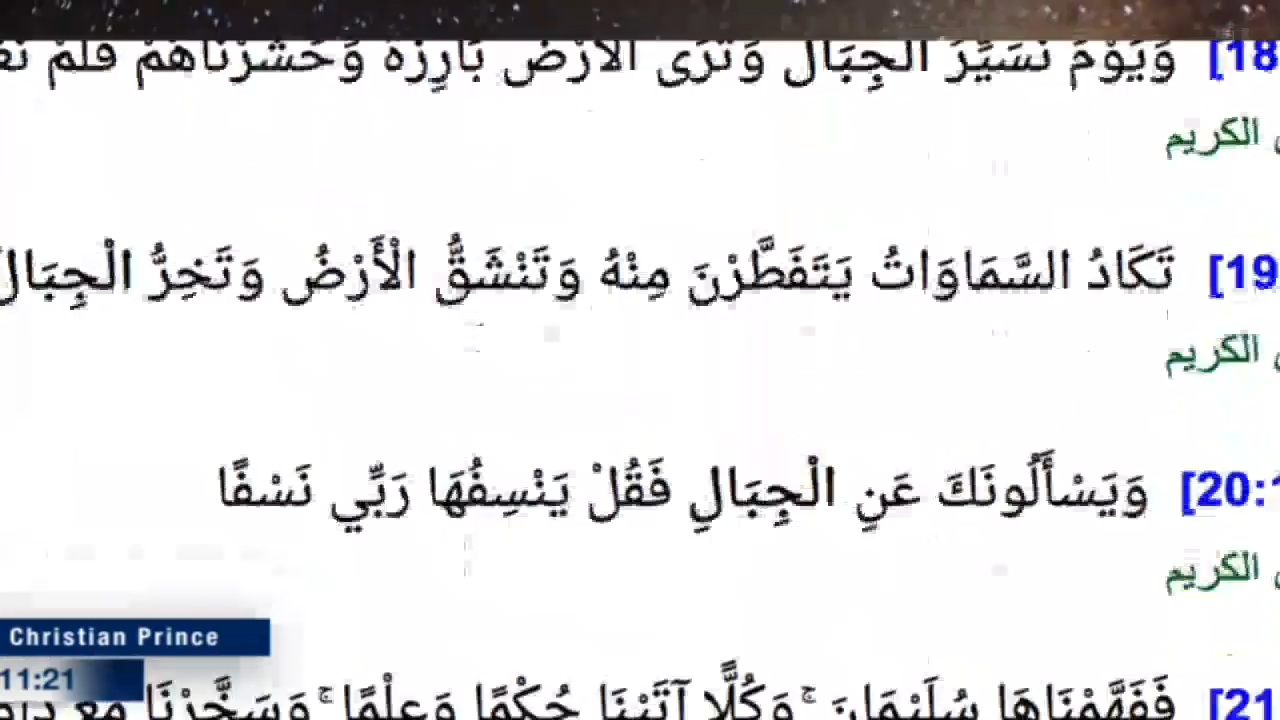 [18 وَيَوْمَ نُسَيِّرُ الْجِبَالَ وَتَرَى الْأَرْضَ بَارِزَةً وَحَشَرْنَاهُمْ فَلَمْ
الكريم
[19 تَكَادُ السَّمَاوَاتُ يَتَفَطَّرْنَ مِنْهُ وَتَنْشَقُّ الْأَرْضُ وَتَخِرُّ الْجِبَالُ
الكريم
[20: وَيَسْأَلُونَكَ عَنِ الْجِبَالِ فَقُلْ يَنْسِفُهَا رَبِّي نَسْفًا
الكريم
Christian Prince
11:21
[21 فَفَهَّمْنَاهَا سُلَيْمَانَ ۚ وَكُلًّا آتَيْنَا حُكْمًا وَعِلْمًا ۚ وَسَخَّرْنَا مَعَ